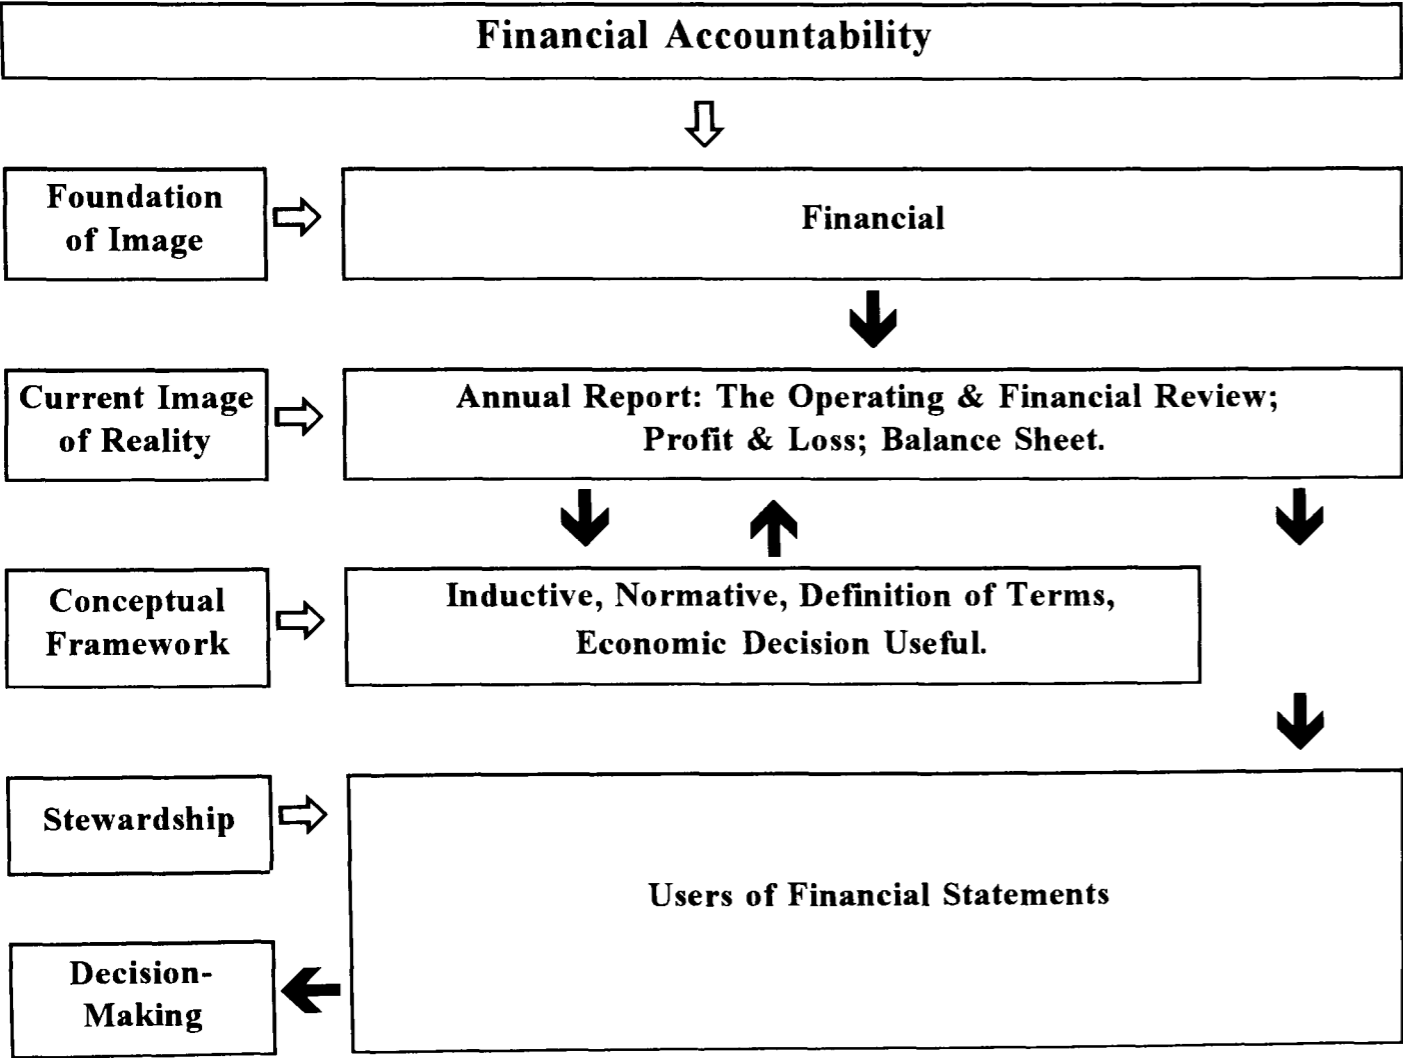 Financial Accountability
Foundation
of Image
Financial
Current Image
of Reality
Annual Report: The Operating & Financial Review;
Profit & Loss; Balance Sheet.
Conceptual
Framework
Inductive, Normative, Definition of Terms,
Economic Decision Useful.
Stewardship
Users of Financial Statements
Decision-
Making